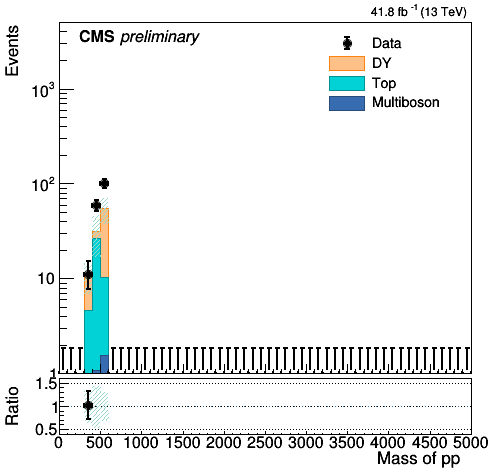 41.8 fb⁻¹ (13 TeV)
CMS preliminary
Data
DY
Top
Multiboson
Events
10³
10²
10
1
Ratio
1.5
1
0.5
0 500 1000 1500 2000 2500 3000 3500 4000 4500 5000
Mass of pp